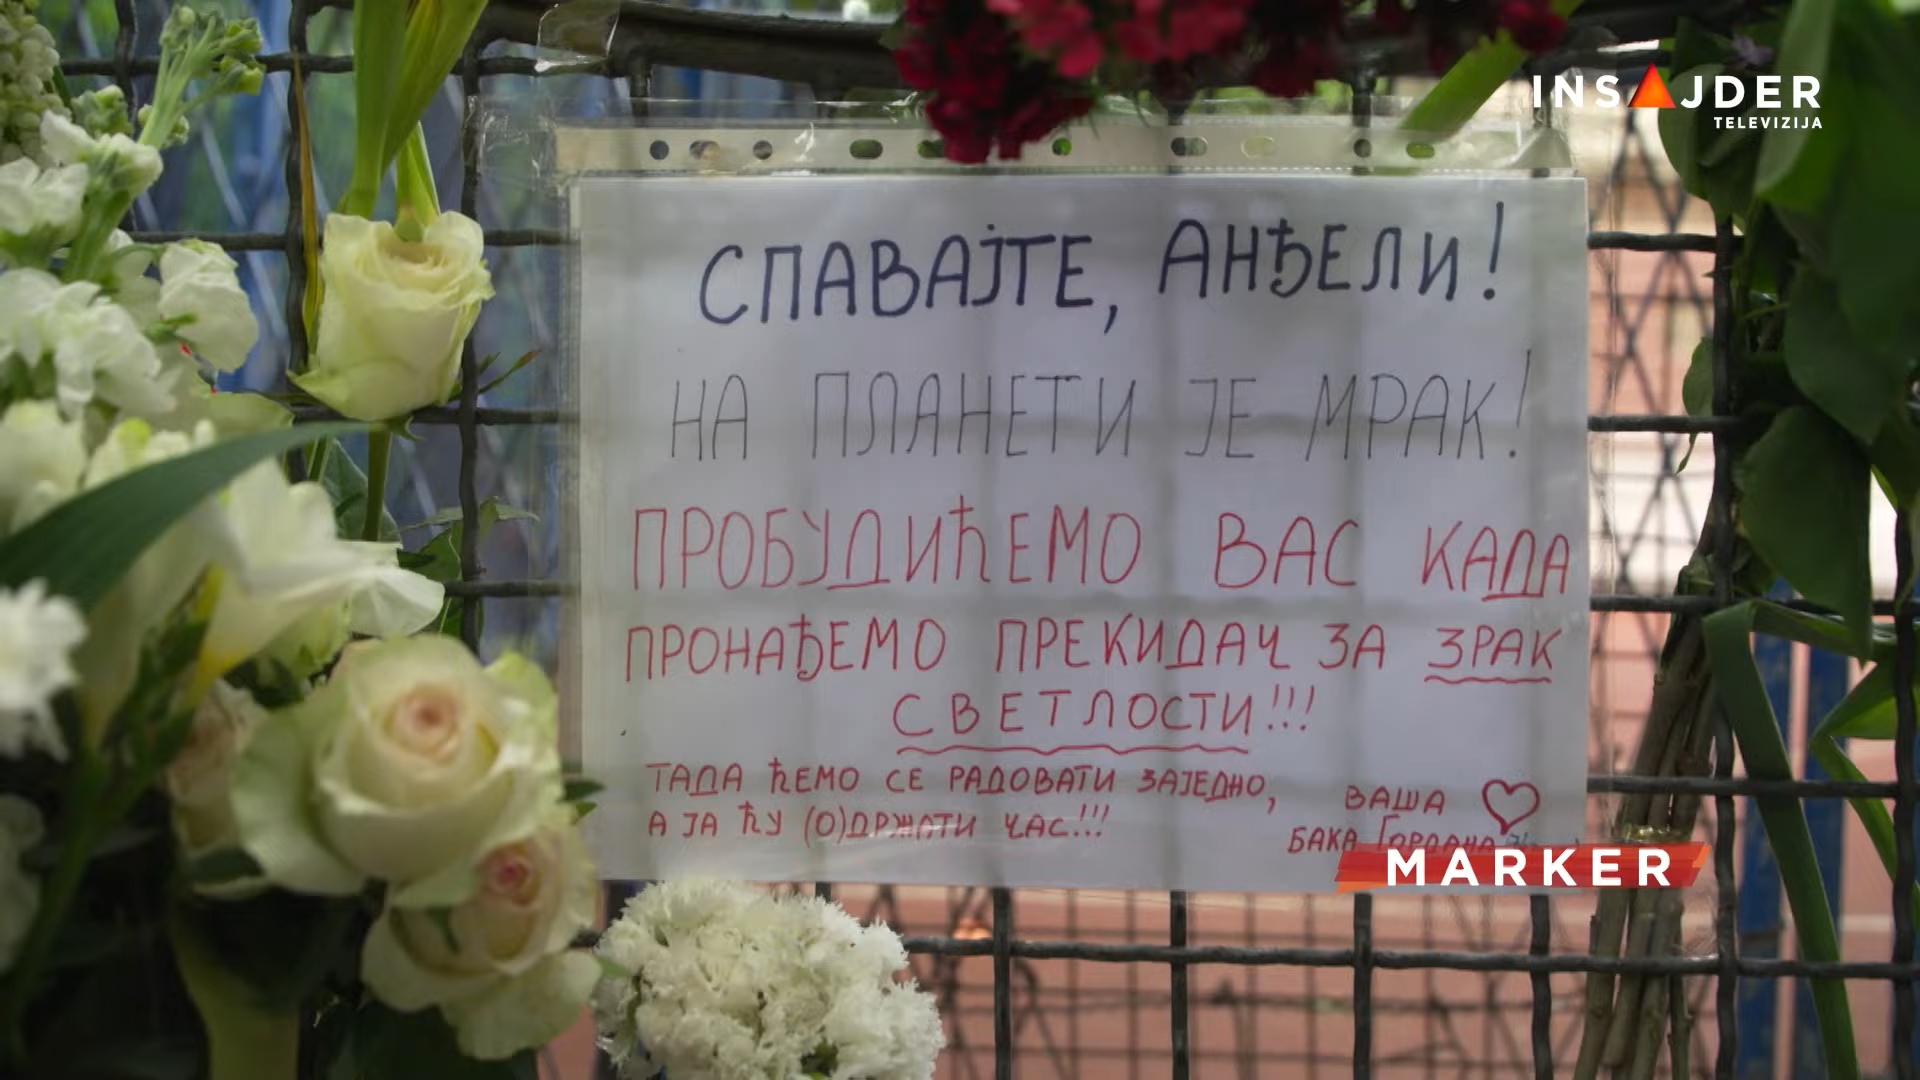 INSAJDER
TELEVIZIJA
СПАВАЈТЕ, АНЂЕЛИ!
НА ПЛАНЕТИ ЈЕ МРАК!
ПРОБУДИЋЕМО ВАС КАДА
ПРОНАЂЕМО ПРЕКИДАЧ ЗА ЗРАК
СВЕТЛОСТИ!!!
ТАДА ЋЕМО СЕ РАДОВАТИ ЗАЈЕДНО,
А ЈА ЋУ (О)ДРЖАТИ ЧАС!!!
ВАША
БАКА ГОРДАНА
MARKER